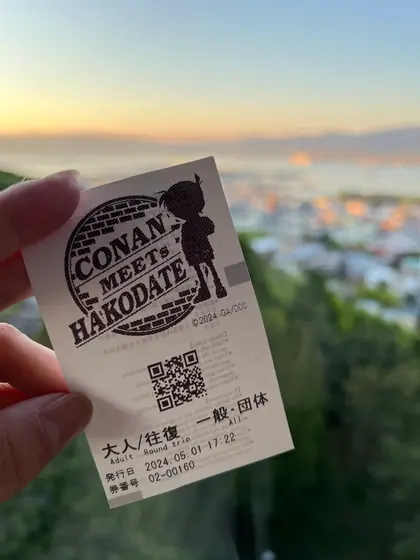 CONAN
MEETS
HAKODATE
©2024 GA/DCC
大人/往復 一般・団体
Adult Round trip All
発行日 2024.05.01 17:22
券番号 02-00160